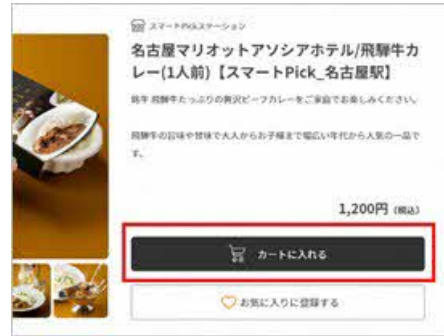 スマートPickステーション
名古屋マリオットアソシアホテル/飛騨牛カ
レー(1人前)【スマートPick_名古屋駅】
銘牛 飛騨牛たっぷりの贅沢ビーフカレーをご家庭でお楽しみください。
飛騨牛の旨味や甘味で大人からお子様まで幅広い年代から人気の一品で
す。
1,200円 (税込)
カートに入れる
お気に入りに登録する